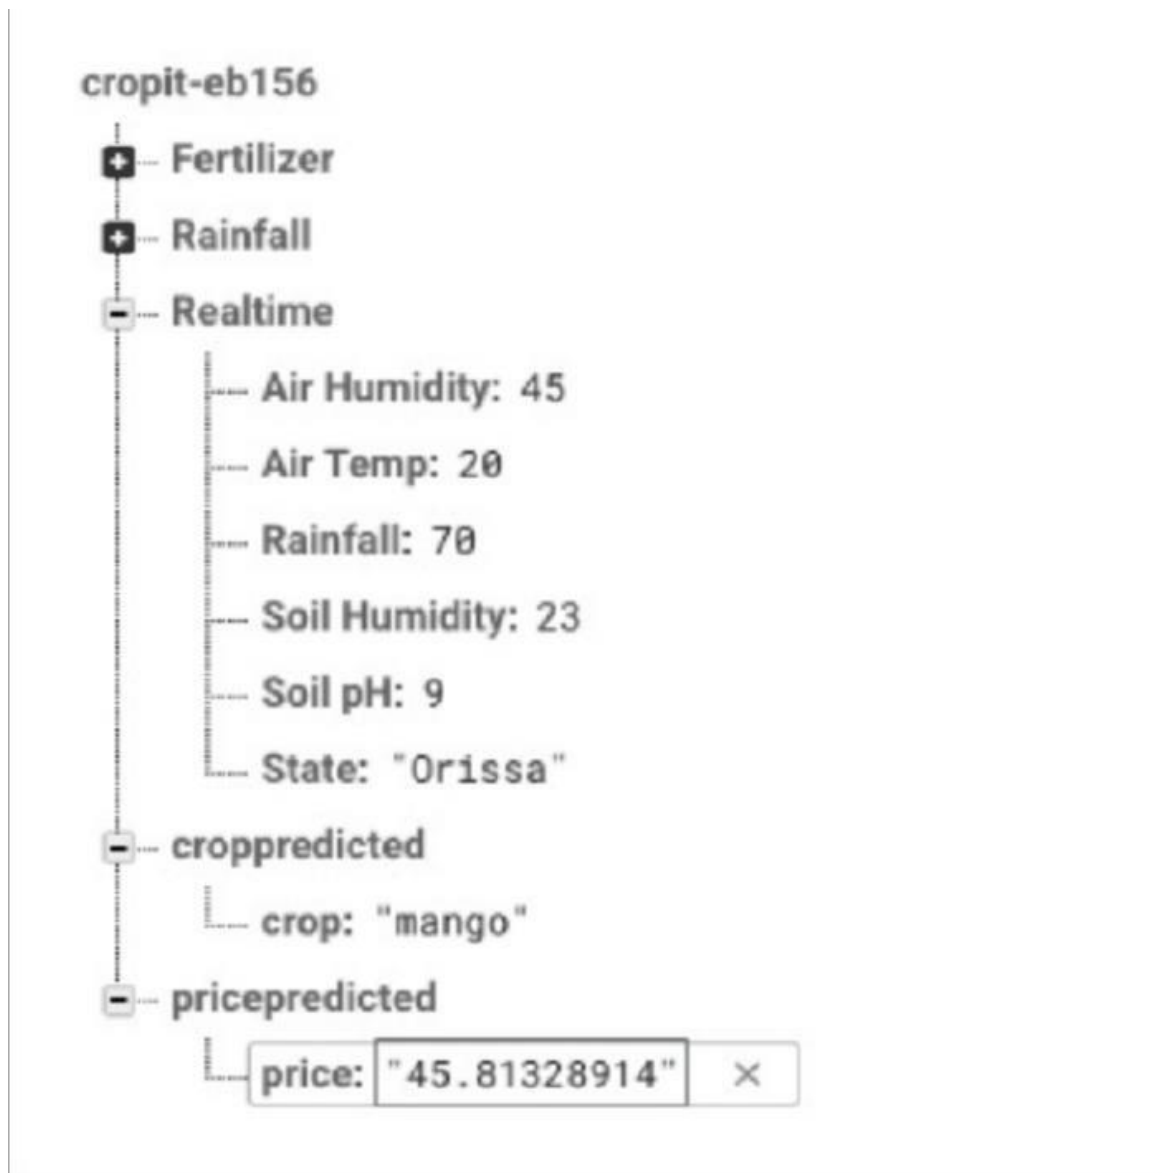 cropit-eb156
Fertilizer
Rainfall
Realtime
Air Humidity: 45
Air Temp: 20
Rainfall: 70
Soil Humidity: 23
Soil pH: 9
State: "Orissa"
croppredicted
crop: "mango"
pricepredicted
price: "45.81328914" ×